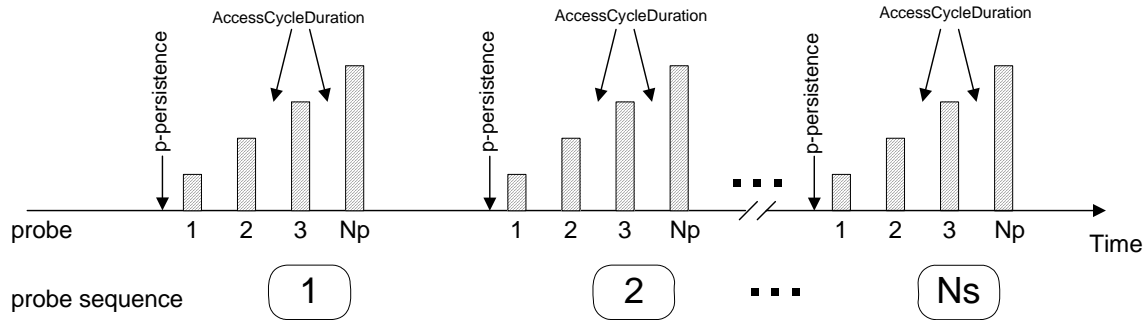 AccessCycleDuration AccessCycleDuration AccessCycleDuration
p-persistence p-persistence p-persistence
probe 1 2 3 Np 1 2 3 Np 1 2 3 Np Time
probe sequence 1 2 Ns